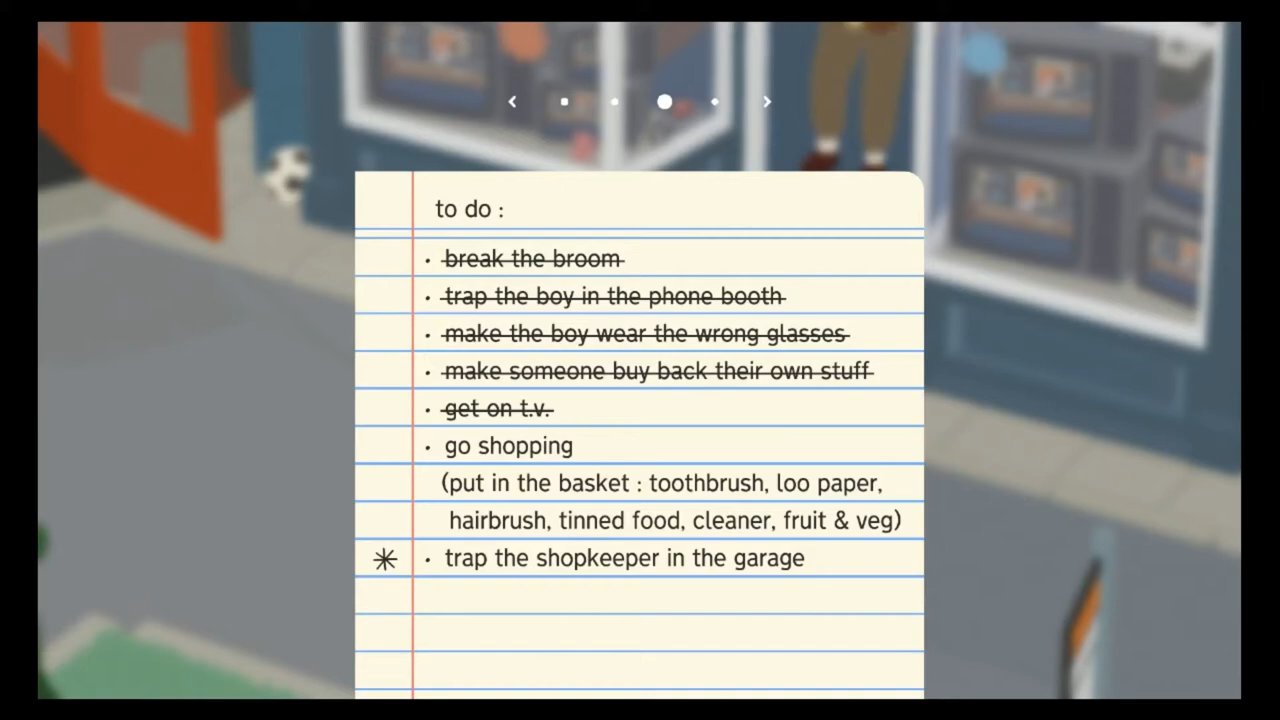 to do :
· break the broom
· trap the boy in the phone booth
· make the boy wear the wrong glasses
· make someone buy back their own stuff
· get on t.v.
· go shopping
(put in the basket : toothbrush, loo paper,
hairbrush, tinned food, cleaner, fruit & veg)
· trap the shopkeeper in the garage